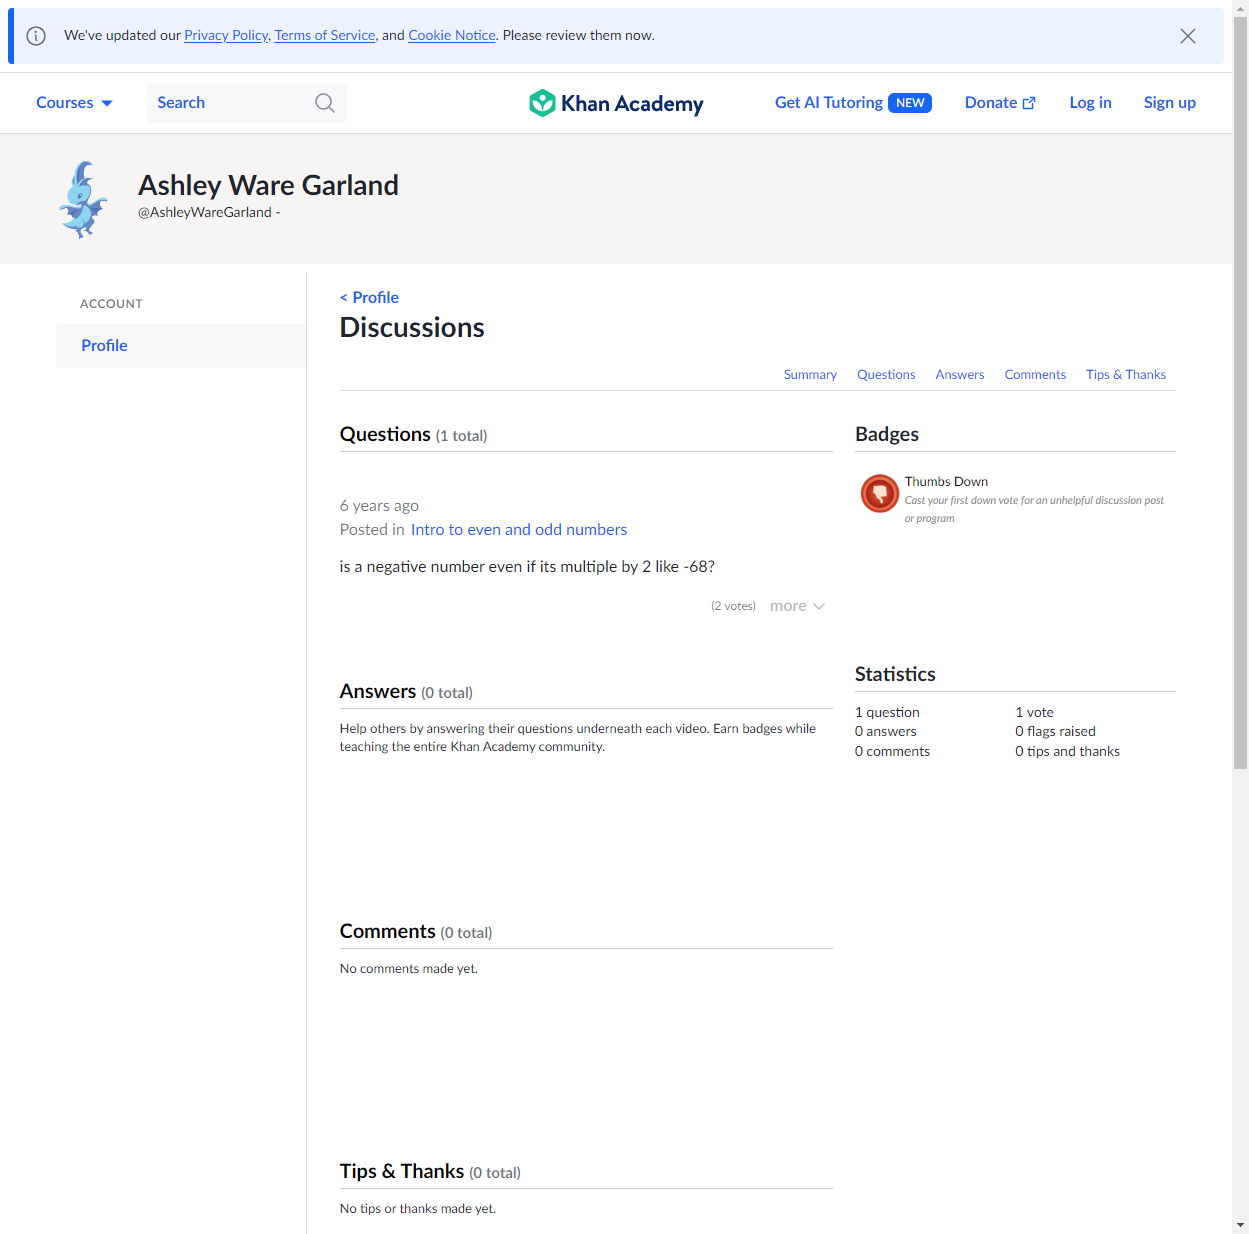 We've updated our Privacy Policy, Terms of Service, and Cookie Notice. Please review them now.
Courses Search Khan Academy Get AI Tutoring NEW Donate Log in Sign up
Ashley Ware Garland
@AshleyWareGarland -
ACCOUNT
Profile
< Profile
Discussions
Summary Questions Answers Comments Tips & Thanks
Questions (1 total)
6 years ago
Posted in Intro to even and odd numbers
is a negative number even if its multiple by 2 like -68?
(2 votes) more
Answers (0 total)
Help others by answering their questions underneath each video. Earn badges while
teaching the entire Khan Academy community.
Comments (0 total)
No comments made yet.
Tips & Thanks (0 total)
No tips or thanks made yet.
Badges
Thumbs Down
Cast your first down vote for an unhelpful discussion post
or program
Statistics
1 question 1 vote
0 answers 0 flags raised
0 comments 0 tips and thanks